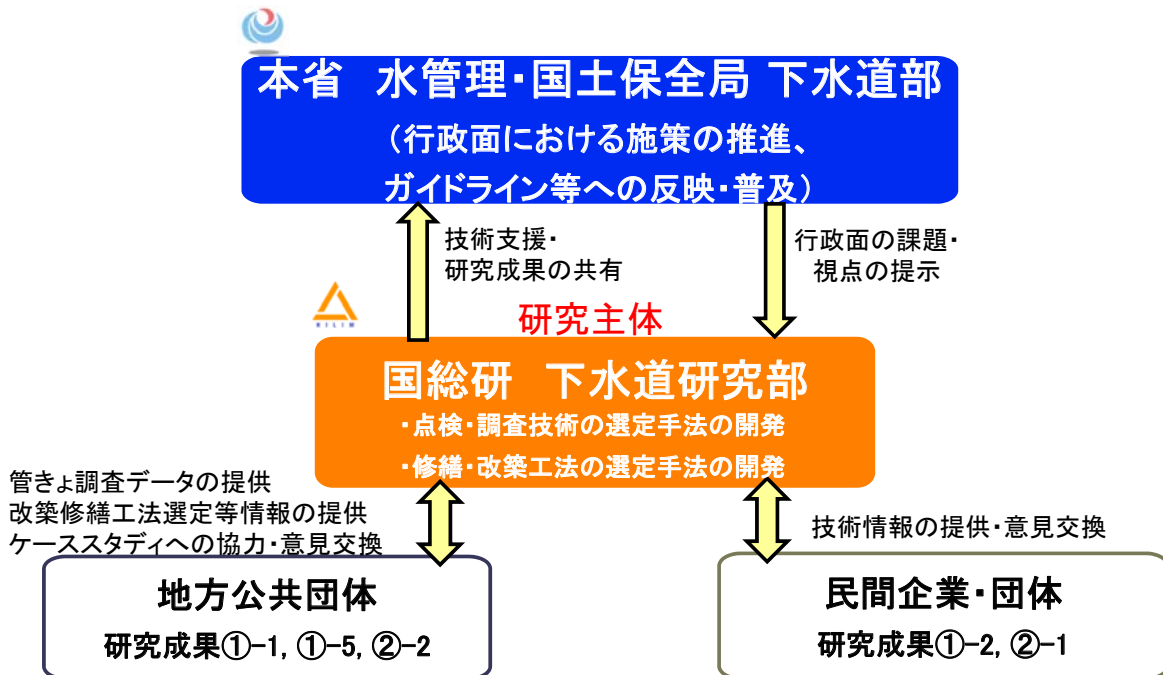 本省　水管理・国土保全局 下水道部
（行政面における施策の推進、
ガイドライン等への反映・普及）
技術支援・
研究成果の共有
行政面の課題・
視点の提示
NILIM
研究主体
国総研　下水道研究部
・点検・調査技術の選定手法の開発
・修繕・改築工法の選定手法の開発
管きょ調査データの提供
改築修繕工法選定等情報の提供
ケーススタディへの協力・意見交換
技術情報の提供・意見交換
地方公共団体
研究成果①-1, ①-5, ②-2
民間企業・団体
研究成果①-2, ②-1